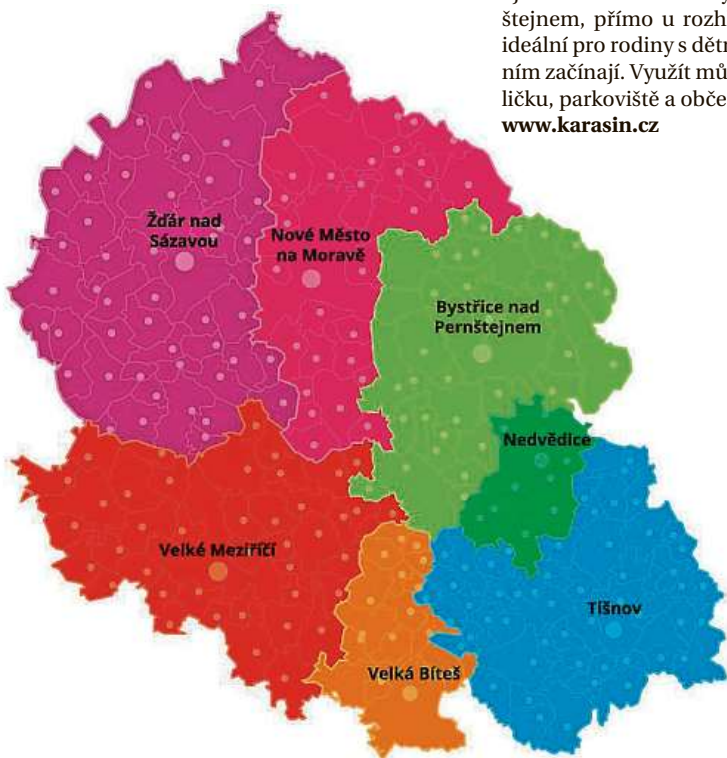 štejnem, přímo u rozh
ideální pro rodiny s dětr
ním začínají. Využít mů
ličku, parkoviště a obče
www.karasin.cz
Žďár nad
Sázavou
Nové Město
na Moravě
Bystřice nad
Pernštejnem
Nedvědice
Velké Meziříčí
Tišnov
Velká Bíteš